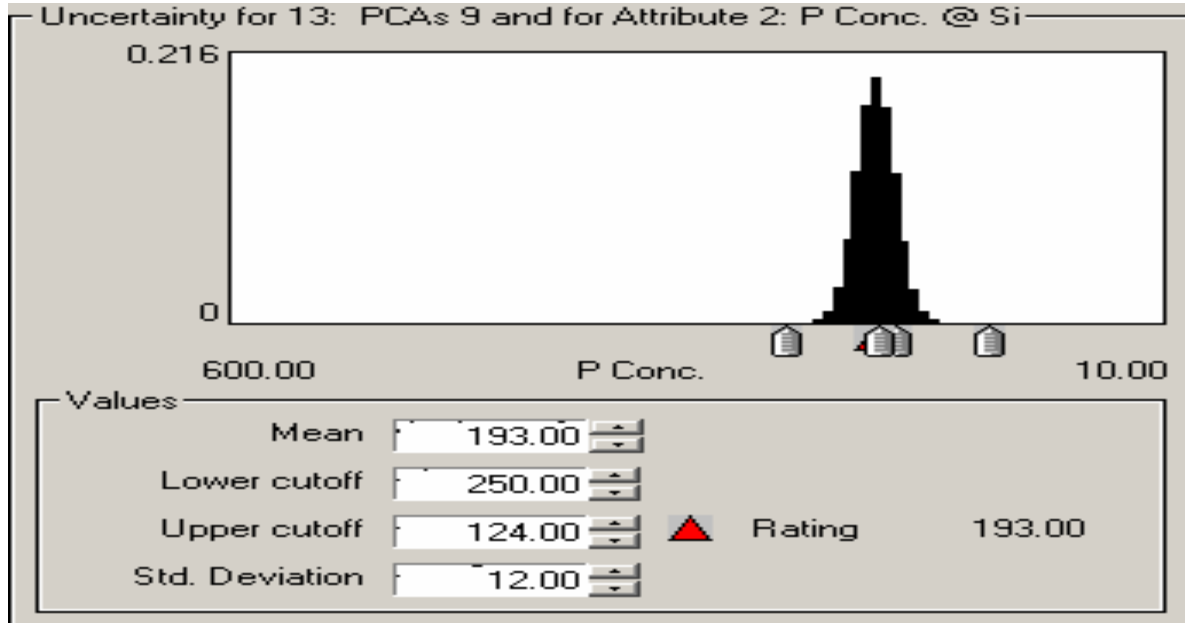 Uncertainty for 13: PCAs 9 and for Attribute 2: P Conc. @ Si
0.216
0
600.00 P Conc. 10.00
Values
Mean 193.00
Lower cutoff 250.00
Upper cutoff 124.00 Rating 193.00
Std. Deviation 12.00